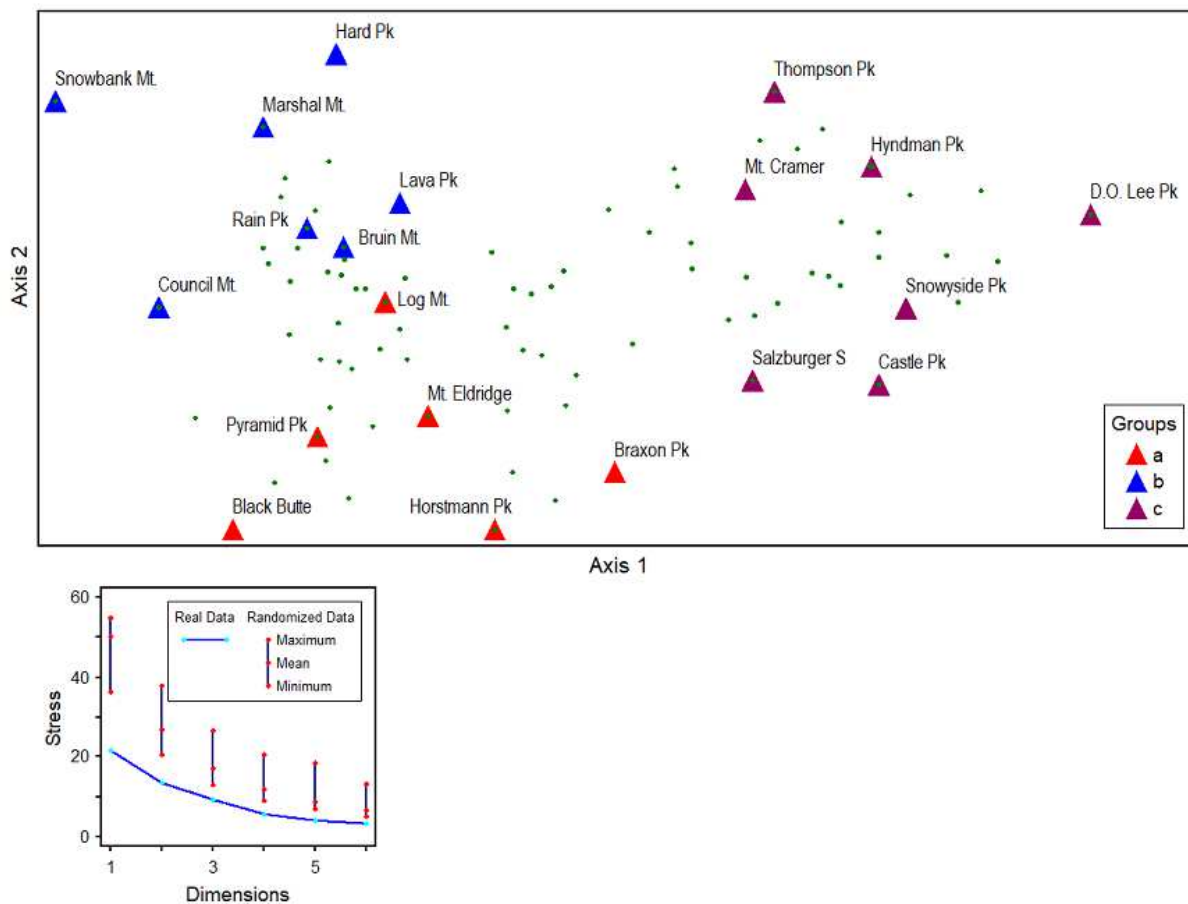 Hard Pk
Thompson Pk
Snowbank Mt.
Marshal Mt.
Hyndman Pk
Mt. Cramer
Lava Pk
D.O. Lee Pk
Rain Pk
Bruin Mt.
Council Mt.
Log Mt.
Snowyside Pk
Salzburger S
Castle Pk
Mt. Eldridge
Pyramid Pk
Braxon Pk
Black Butte
Horstmann Pk
Groups
a
b
c
Axis 2
Axis 1
60
40
20
0
Stress
Real Data
Randomized Data
Maximum
Mean
Minimum
1
3
5
Dimensions